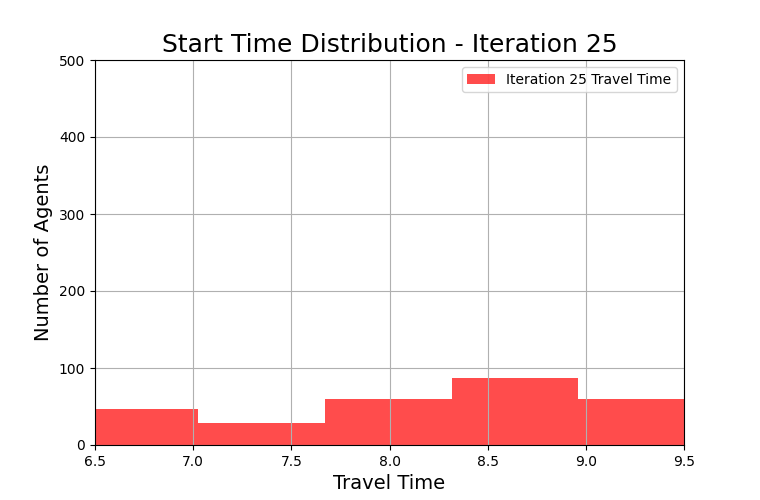 Start Time Distribution - Iteration 25
Iteration 25 Travel Time
Number of Agents
500
400
300
200
100
0
6.5 7.0 7.5 8.0 8.5 9.0 9.5
Travel Time